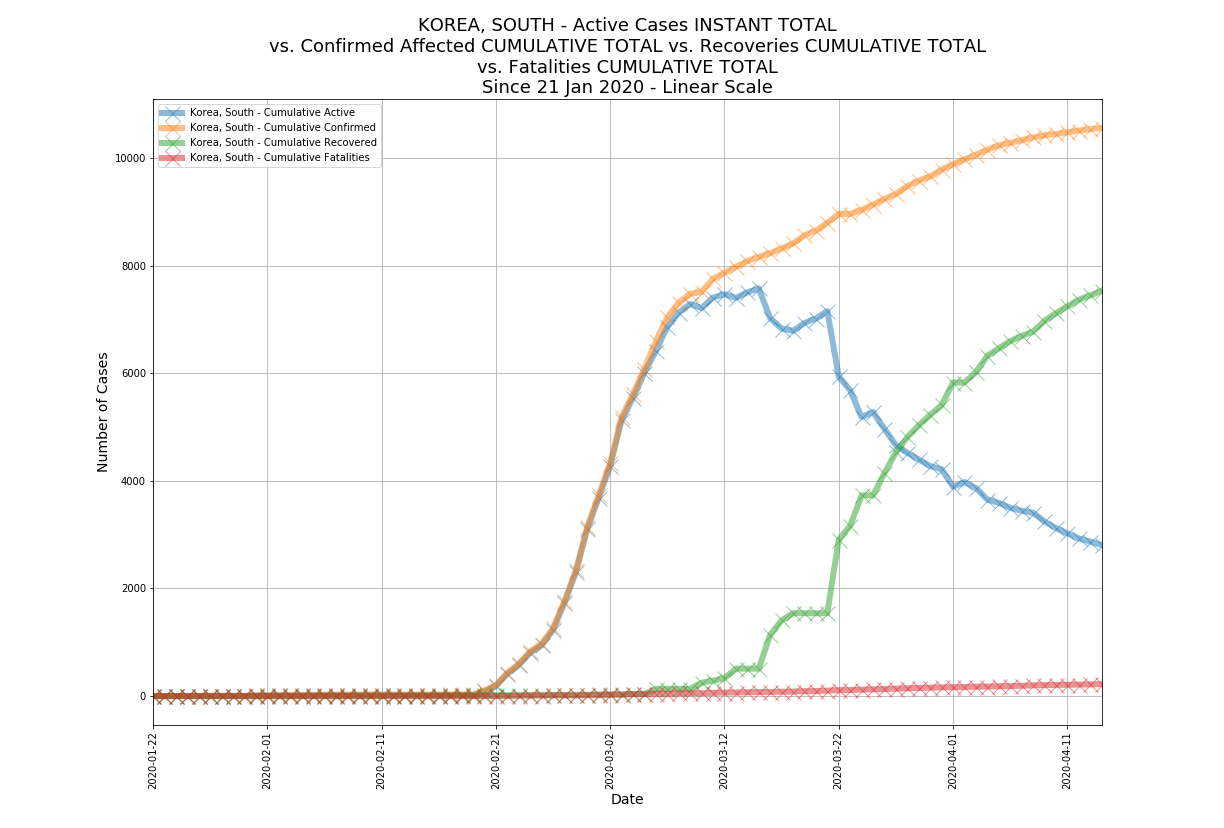 KOREA, SOUTH - Active Cases INSTANT TOTAL
vs. Confirmed Affected CUMULATIVE TOTAL vs. Recoveries CUMULATIVE TOTAL
vs. Fatalities CUMULATIVE TOTAL
Since 21 Jan 2020 - Linear Scale
Korea, South - Cumulative Active
Korea, South - Cumulative Confirmed
Korea, South - Cumulative Recovered
Korea, South - Cumulative Fatalities
Number of Cases
10000
8000
6000
4000
2000
0
2020-01-22
2020-02-01
2020-02-11
2020-02-21
2020-03-02
2020-03-12
2020-03-22
2020-04-01
2020-04-11
Date